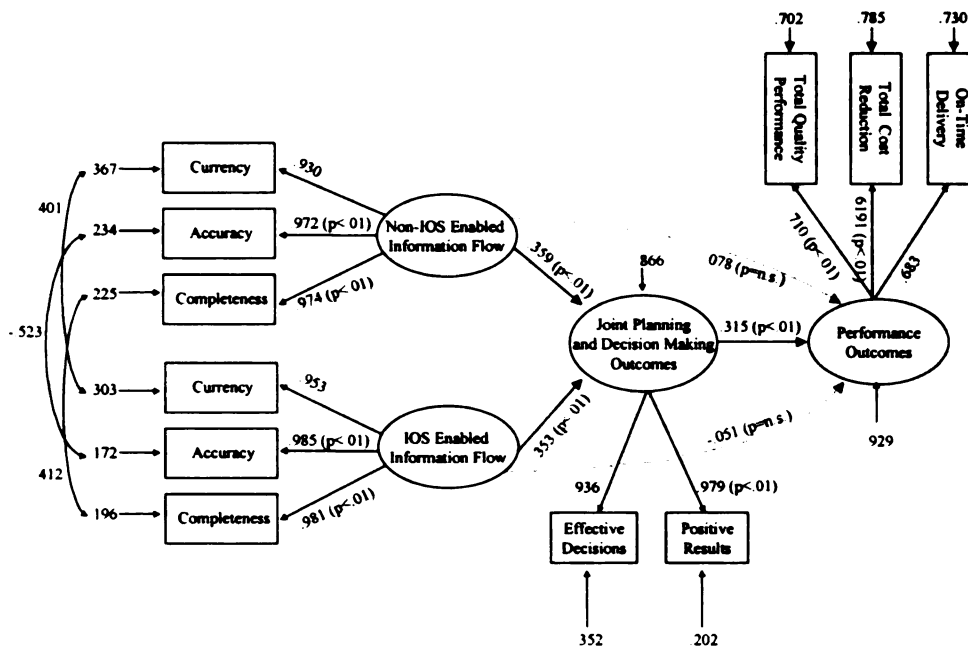 .702
.785
.730
Total Quality
Performance
Total Cost
Reduction
On-Time
Delivery
.710 (p<.01)
6191 (p<.01)
.683
367
Currency
.930
401
234
Accuracy
.972 (p<.01)
Non-IOS Enabled
Information Flow
225
Completeness
.974 (p<.01)
.359 (p<.01)
866
078 (p=n s.)
- 523
Joint Planning
and Decision Making
Outcomes
.315 (p<.01)
Performance
Outcomes
303
Currency
.953
172
Accuracy
.985 (p<.01)
IOS Enabled
Information Flow
.353 (p<.01)
-.051 (p=n s.)
929
412
196
Completeness
.981 (p<.01)
936
.979 (p<.01)
Effective
Decisions
Positive
Results
352
.202